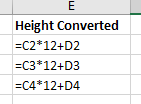 E
Height Converted
=C2*12+D2
=C3*12+D3
=C4*12+D4